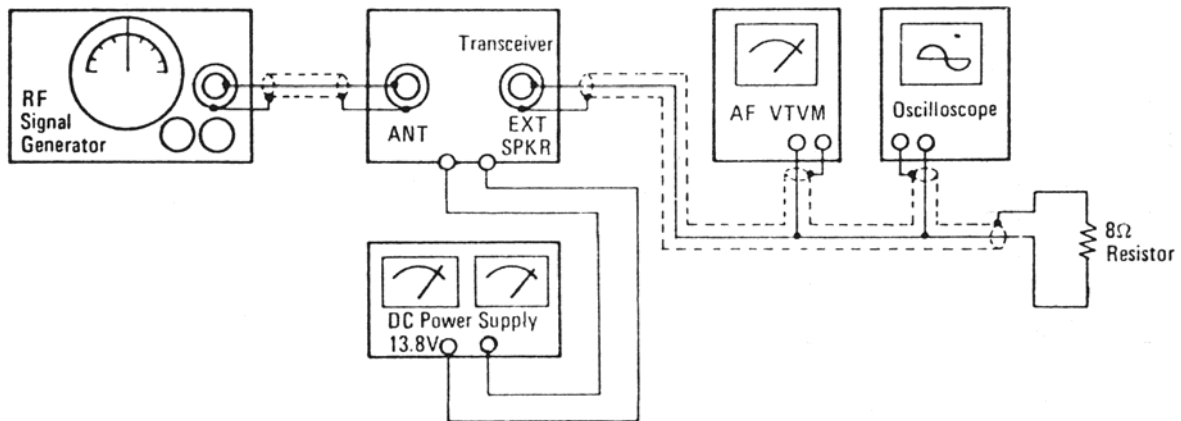 RF
Signal
Generator
Transceiver
ANT
EXT
SPKR
AF VTVM
Oscilloscope
8Ω
Resistor
DC Power Supply
13.8V